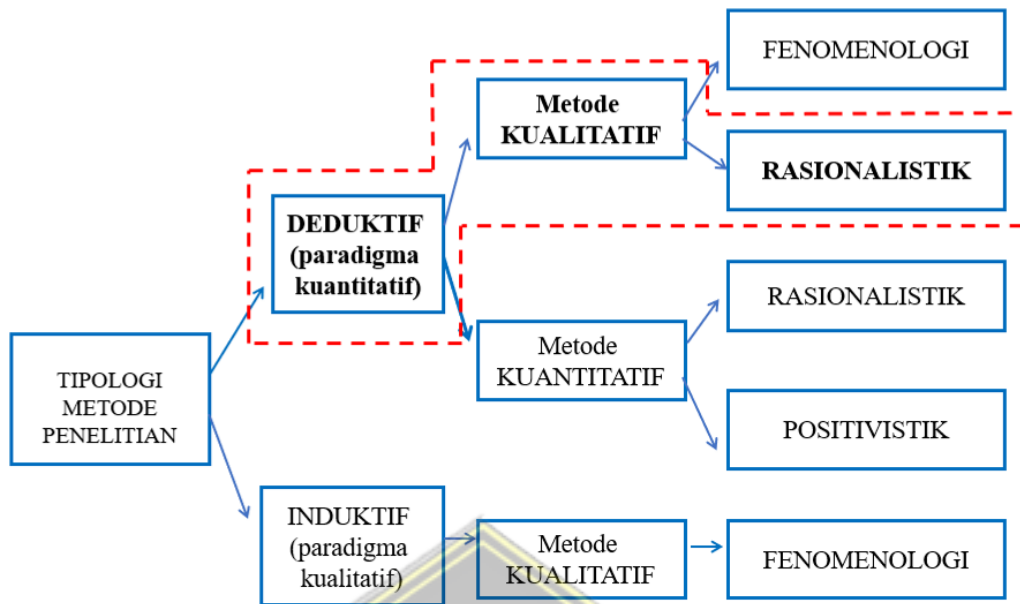 FENOMENOLOGI
Metode
KUALITATIF
RASIONALISTIK
DEDUKTIF
(paradigma
kuantitatif)
RASIONALISTIK
Metode
KUANTITATIF
TIPOLOGI
METODE
PENELITIAN
POSITIVISTIK
INDUKTIF
(paradigma
kualitatif)
Metode
KUALITATIF
FENOMENOLOGI